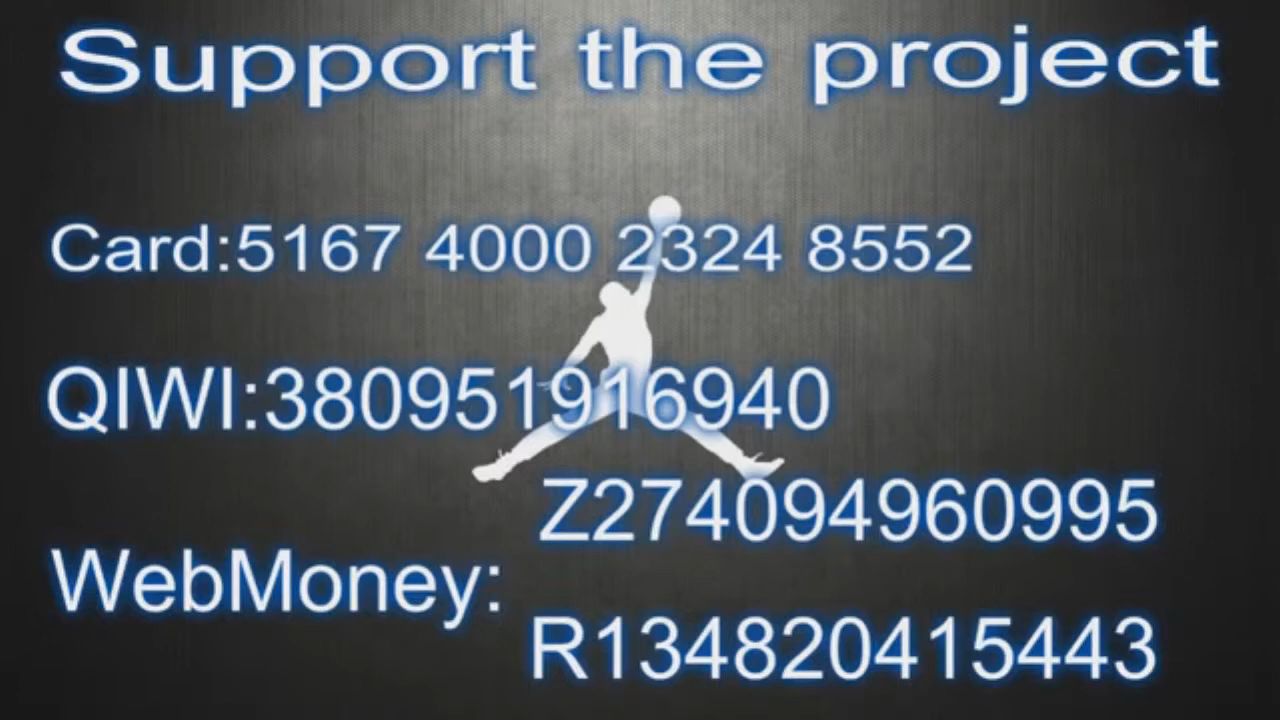 Support the project
Card:5167 4000 2324 8552
QIWI:380951916940
Z274094960995
WebMoney:
R134820415443